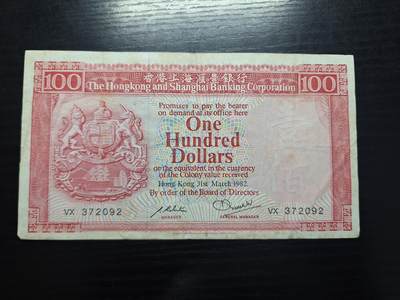 100 香港上海滙豐銀行 100
The Hongkong and Shanghai Banking Corporation
Promises to pay the bearer
on demand at its office here
One
Hundred
Dollars
or the equivalent in the currency
of the Colony value received
Hong Kong 31st March 1982
By order of the Board of Directors
VX 372092 VX 372092
MANAGER GENERAL MANAGER